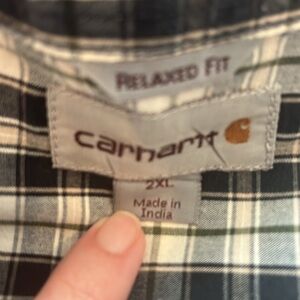 RELAXED FIT
carhartt
2XL
Made in
India